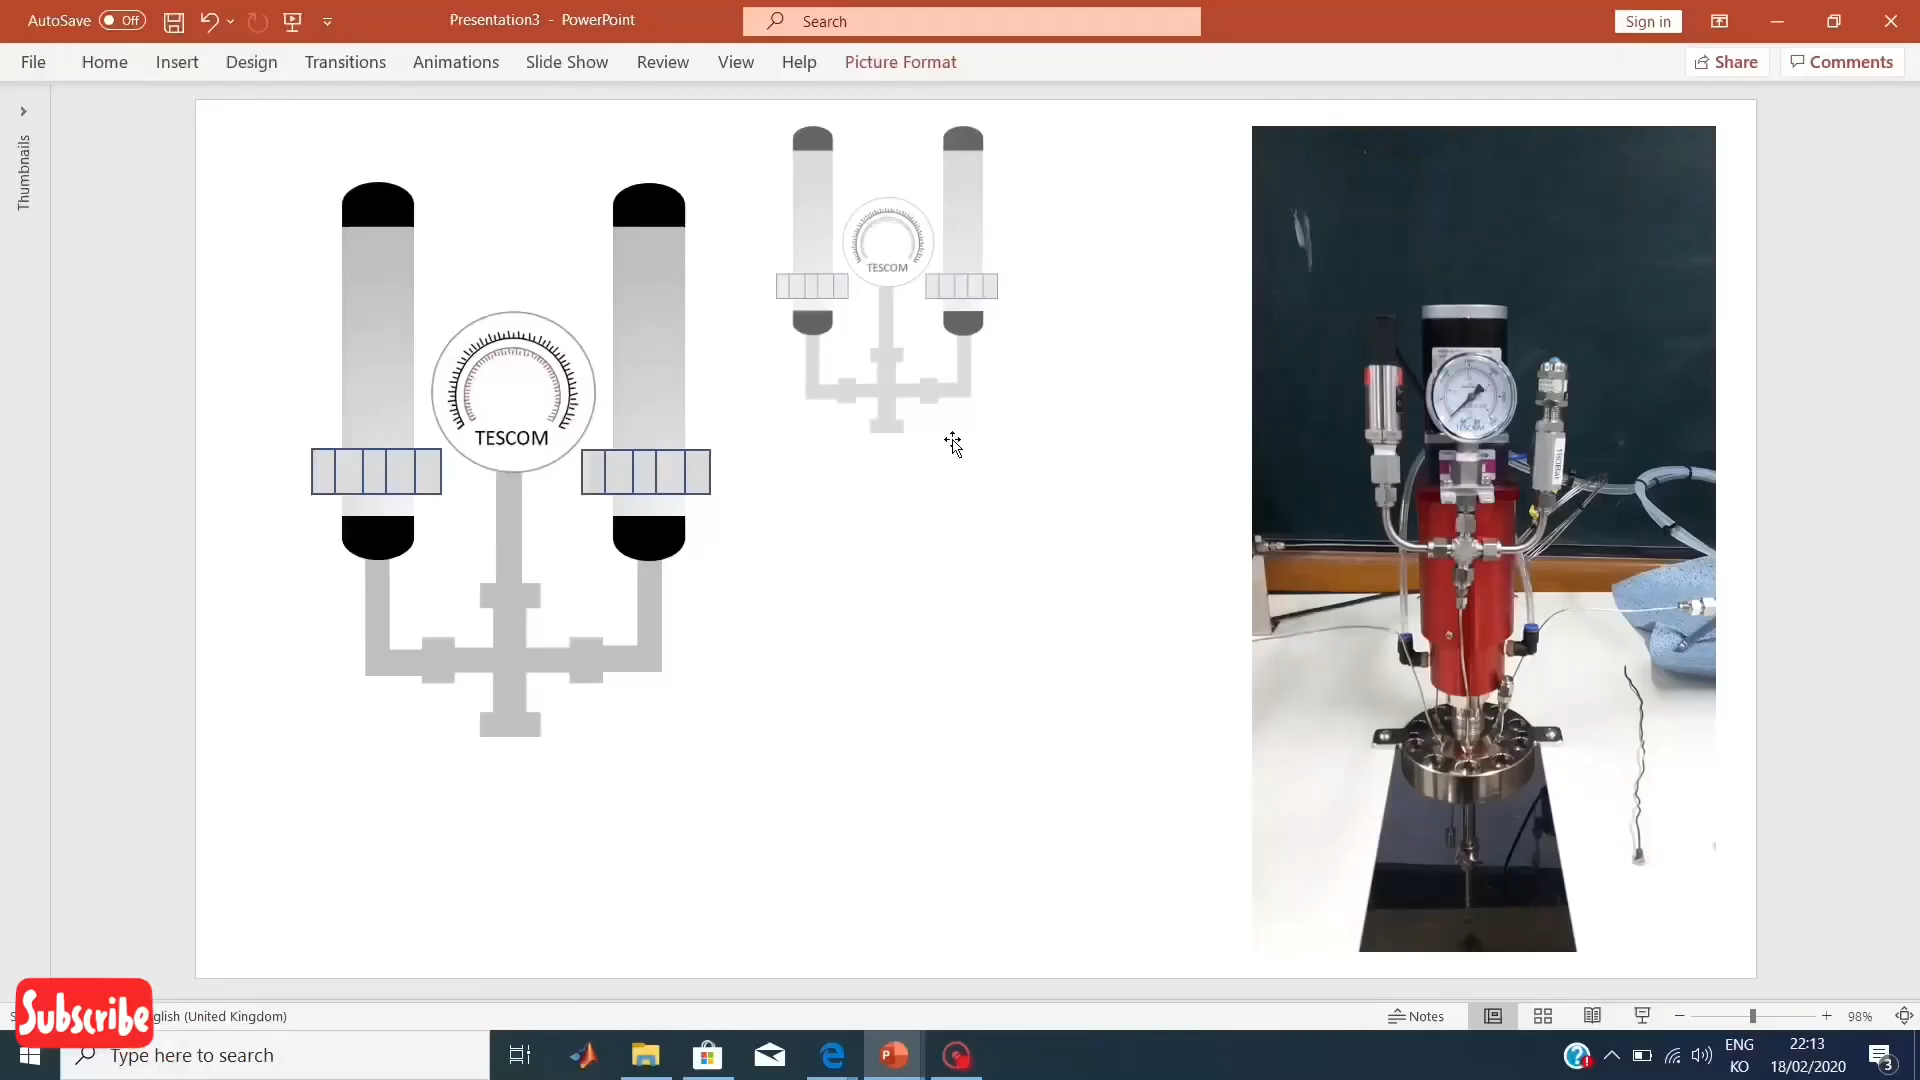 AutoSave Off
Presentation3 - PowerPoint
Search
Sign in
File Home Insert Design Transitions Animations Slide Show Review View Help Picture Format
Share Comments
Thumbnails
TESCOM
TESCOM
TESCOM
180Bar
Subscribe
glish (United Kingdom)
Notes
98%
Type here to search
ENG
KO
22:13
18/02/2020
3